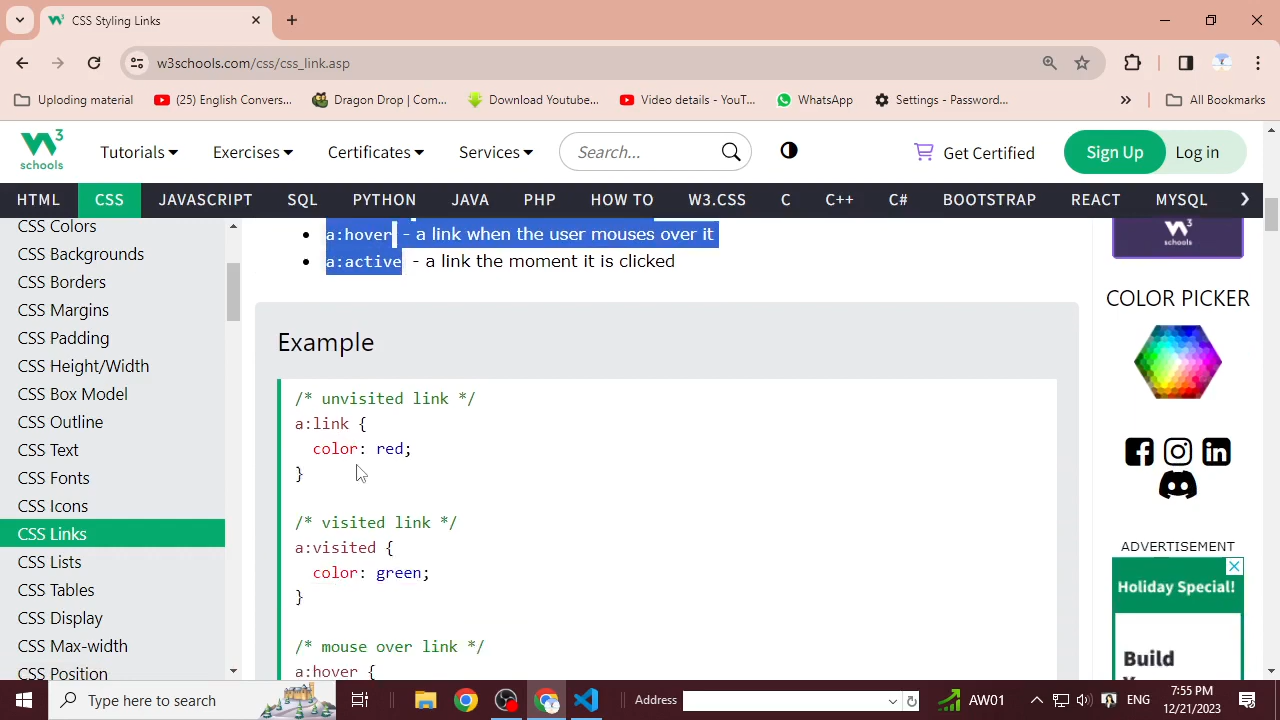 CSS Styling Links
w3schools.com/css/css_link.asp
Uploding material
(25) English Convers...
Dragon Drop | Com...
Download Youtube...
Video details - YouT...
WhatsApp
Settings - Password...
All Bookmarks
W3 schools
Tutorials
Exercises
Certificates
Services
Search...
Get Certified
Sign Up
Log in
HTML
CSS
JAVASCRIPT
SQL
PYTHON
JAVA
PHP
HOW TO
W3.CSS
C
C++
C#
BOOTSTRAP
REACT
MYSQL
CSS Colors
CSS Backgrounds
CSS Borders
CSS Margins
CSS Padding
CSS Height/Width
CSS Box Model
CSS Outline
CSS Text
CSS Fonts
CSS Icons
CSS Links
CSS Lists
CSS Tables
CSS Display
CSS Max-width
CSS Position
a:hover - a link when the user mouses over it
a:active - a link the moment it is clicked
Example
/* unvisited link */
a:link {
color: red;
}
/* visited link */
a:visited {
color: green;
}
/* mouse over link */
a:hover {
schools
COLOR PICKER
ADVERTISEMENT
Holiday Special!
Build
Type here to search
Address
AW01
ENG
7:55 PM
12/21/2023